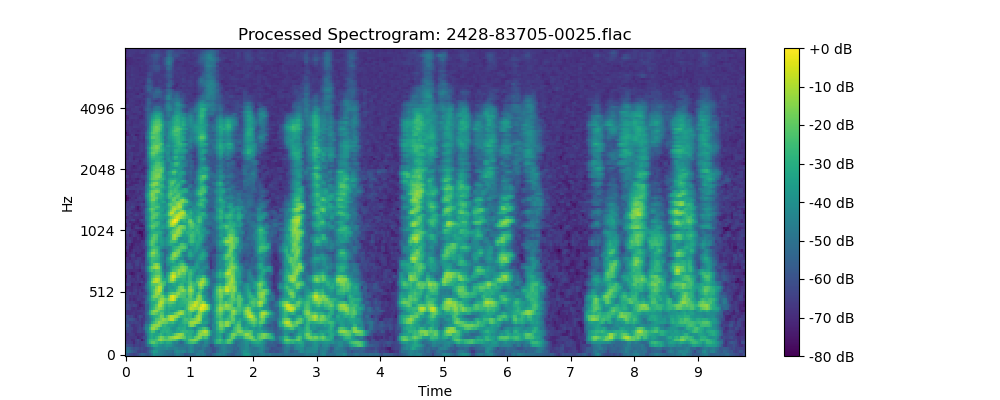 Processed Spectrogram: 2428-83705-0025.flac
+0 dB
-10 dB
-20 dB
-30 dB
-40 dB
-50 dB
-60 dB
-70 dB
-80 dB
Hz
4096
2048
1024
512
0
0 1 2 3 4 5 6 7 8 9
Time